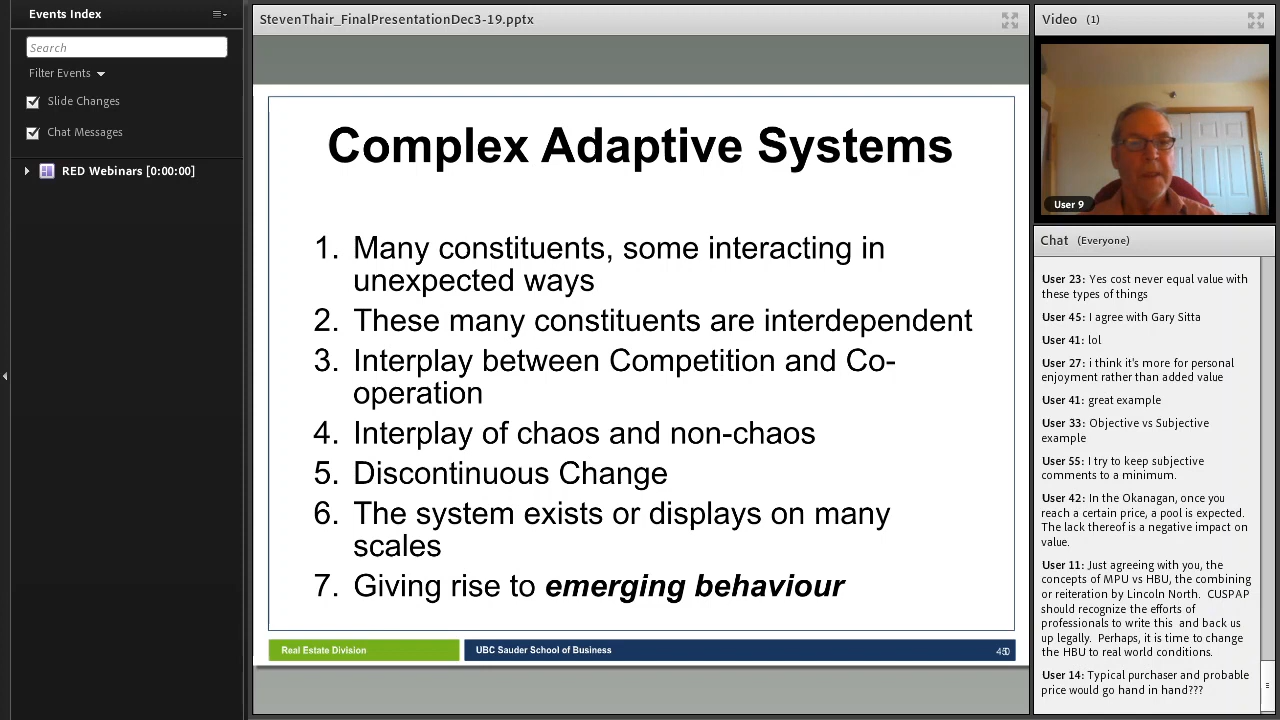 Events Index
Search
Filter Events
Slide Changes
Chat Messages
RED Webinars [0:00:00]
StevenThair_FinalPresentationDec3-19.pptx
Complex Adaptive Systems
1. Many constituents, some interacting in
unexpected ways
2. These many constituents are interdependent
3. Interplay between Competition and Co-
operation
4. Interplay of chaos and non-chaos
5. Discontinuous Change
6. The system exists or displays on many
scales
7. Giving rise to emerging behaviour
Real Estate Division
UBC Sauder School of Business
Video (1)
User 9
Chat (Everyone)
User 23: Yes cost never equal value with
these types of things
User 45: I agree with Gary Sitta
User 41: lol
User 27: i think it's more for personal
enjoyment rather than added value
User 41: great example
User 33: Objective vs Subjective
example
User 55: I try to keep subjective
comments to a minimum.
User 42: In the Okanagan, once you
reach a certain price, a pool is expected.
The lack thereof is a negative impact on
value.
User 11: Just agreeing with you, the
concepts of MPU vs HBU, the combining
or reiteration by Lincoln North. CUSPAP
should recognize the efforts of
professionals to write this and back us
up legally. Perhaps, it is time to change
the HBU to real world conditions.
User 14: Typical purchaser and probable
price would go hand in hand???